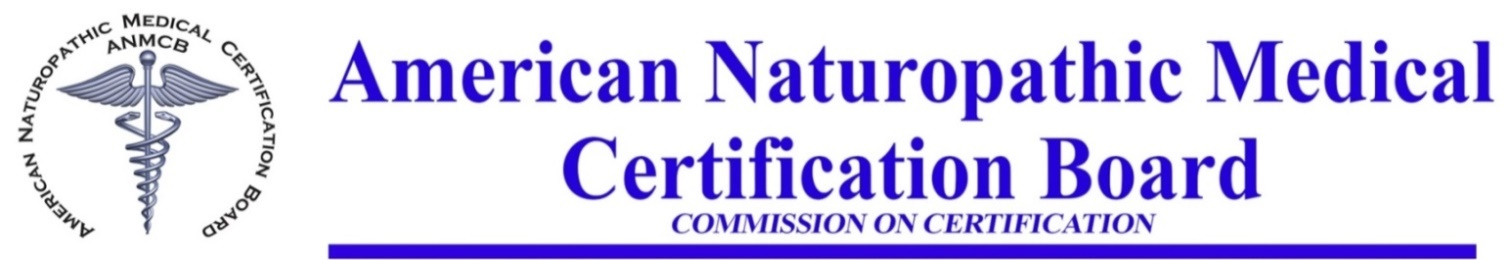 AMERICAN NATUROPATHIC MEDICAL CERTIFICATION BOARD
ANMCB
American Naturopathic Medical
Certification Board
COMMISSION ON CERTIFICATION